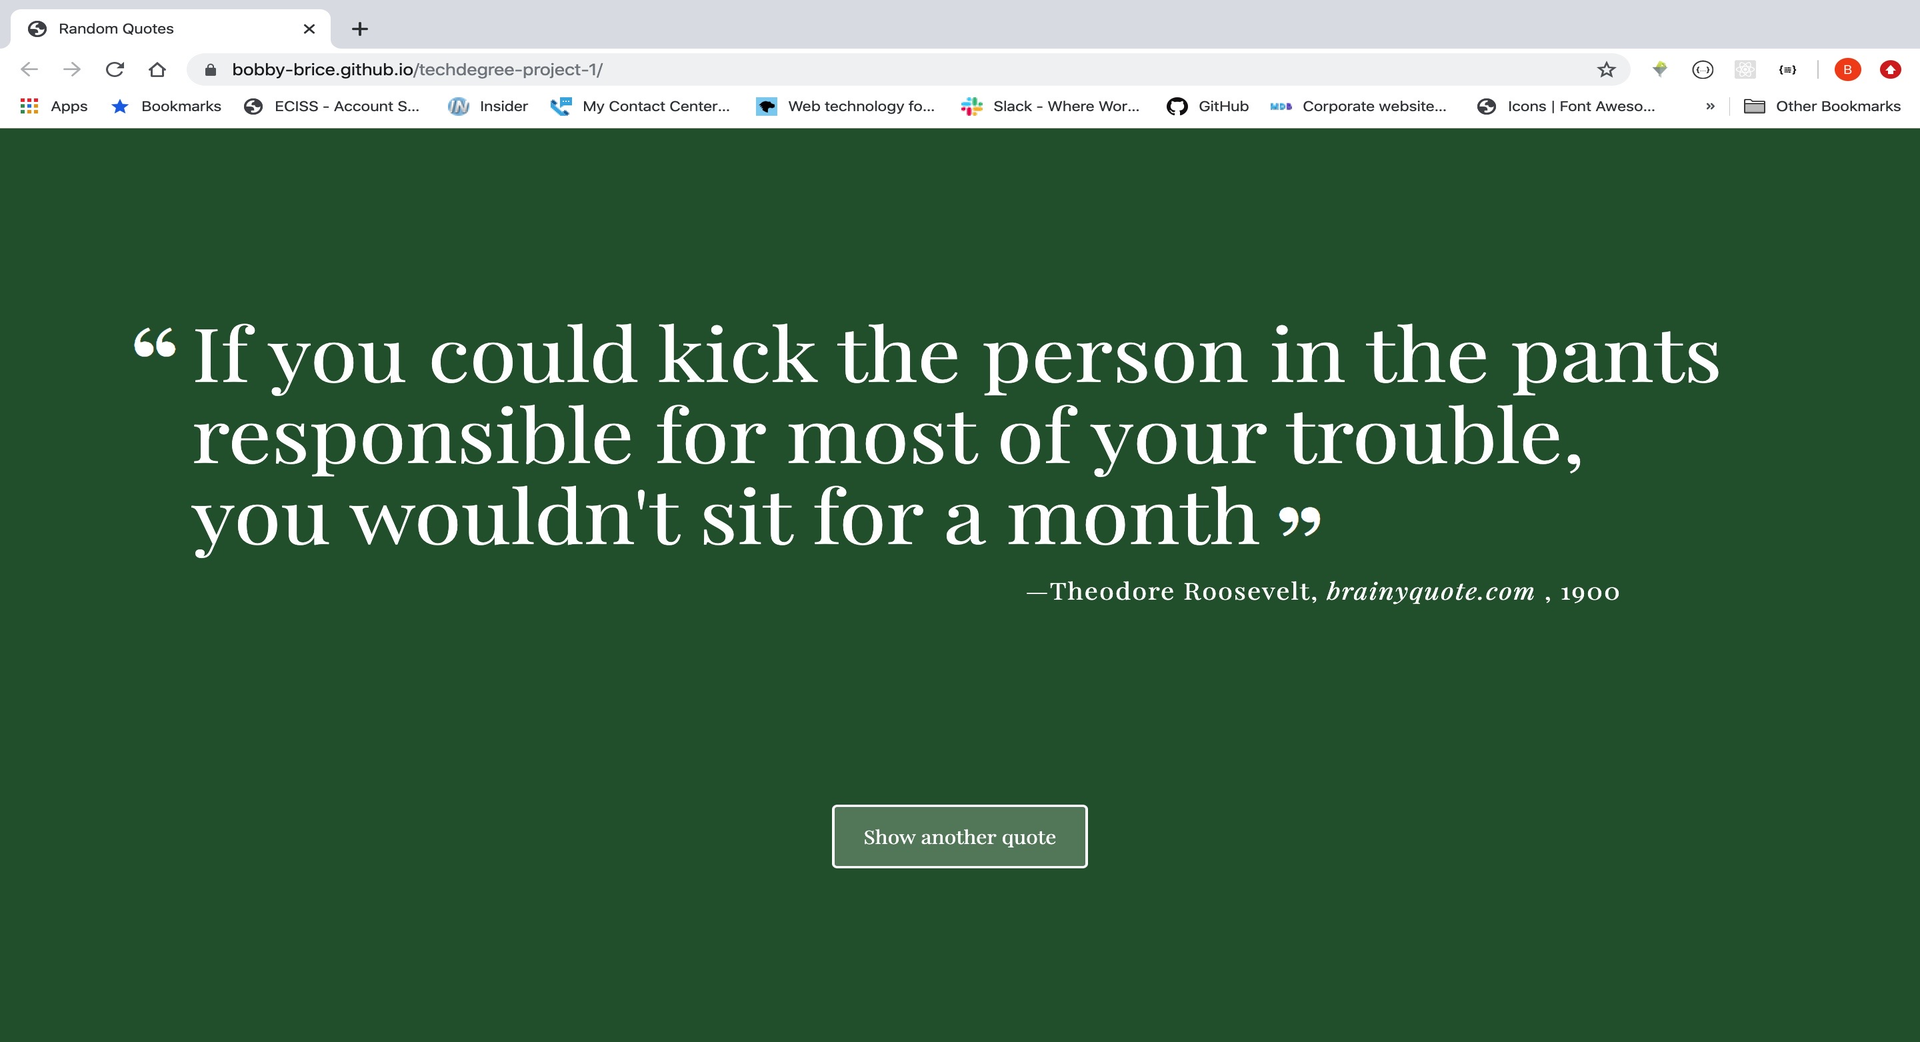 Random Quotes
bobby-brice.github.io/techdegree-project-1/
B
Apps Bookmarks ECISS - Account S... Insider My Contact Center... Web technology fo... Slack - Where Wor... GitHub MDB Corporate website... Icons | Font Aweso... » Other Bookmarks
“ If you could kick the person in the pants
responsible for most of your trouble,
you wouldn't sit for a month ”
—Theodore Roosevelt, brainyquote.com , 1900
Show another quote